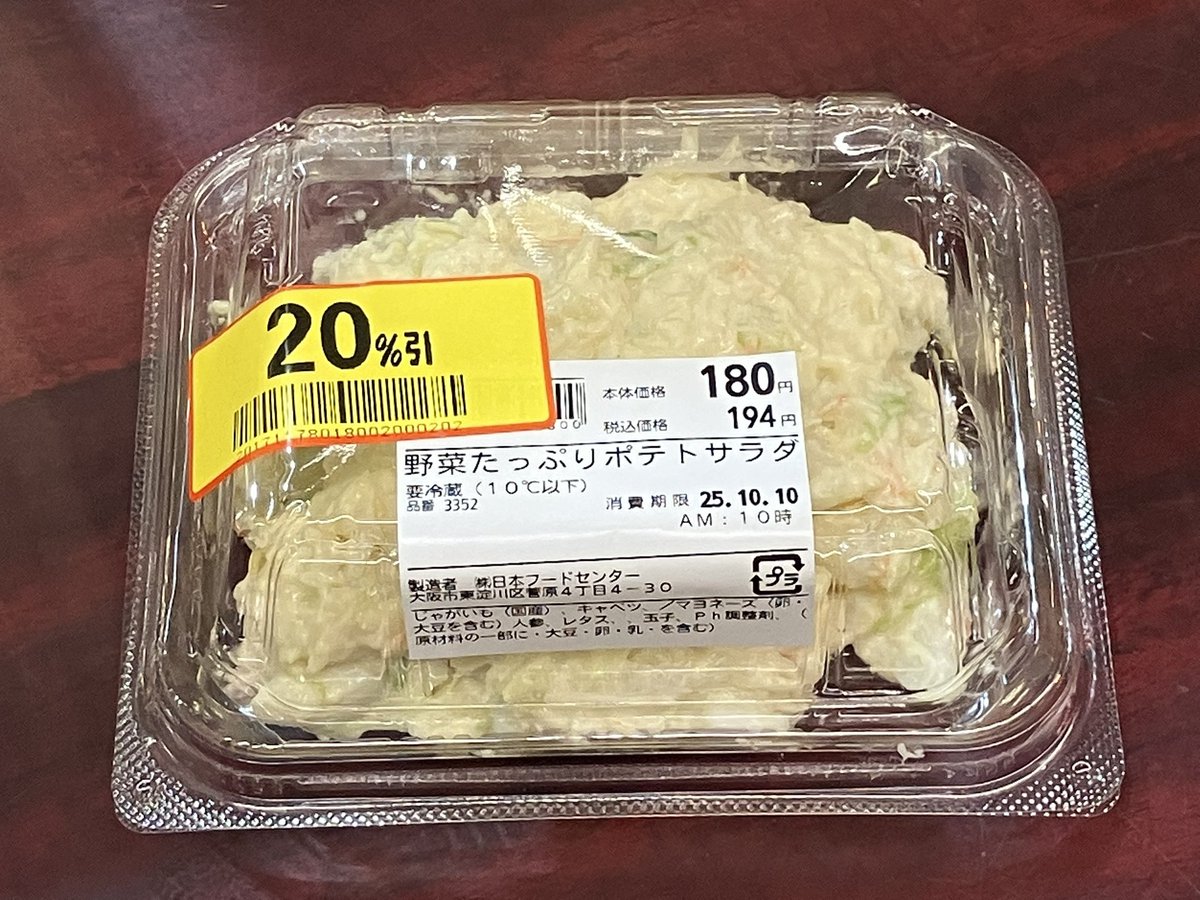 20%引
本体価格 180円
税込価格 194円
野菜たっぷりポテトサラダ
要冷蔵(10℃以下)
品番 3352
消費期限 25.10.10
AM:10時
プラ
製造者 ㈱日本フードセンター
大阪市東淀川区菅原4丁目4-30
じゃがいも(国産)、キャベツ、/マヨネーズ(卵・
大豆を含む)人参、レタス、、玉子、Ph調整剤、(
原材料の一部に・大豆・卵・乳・を含む)